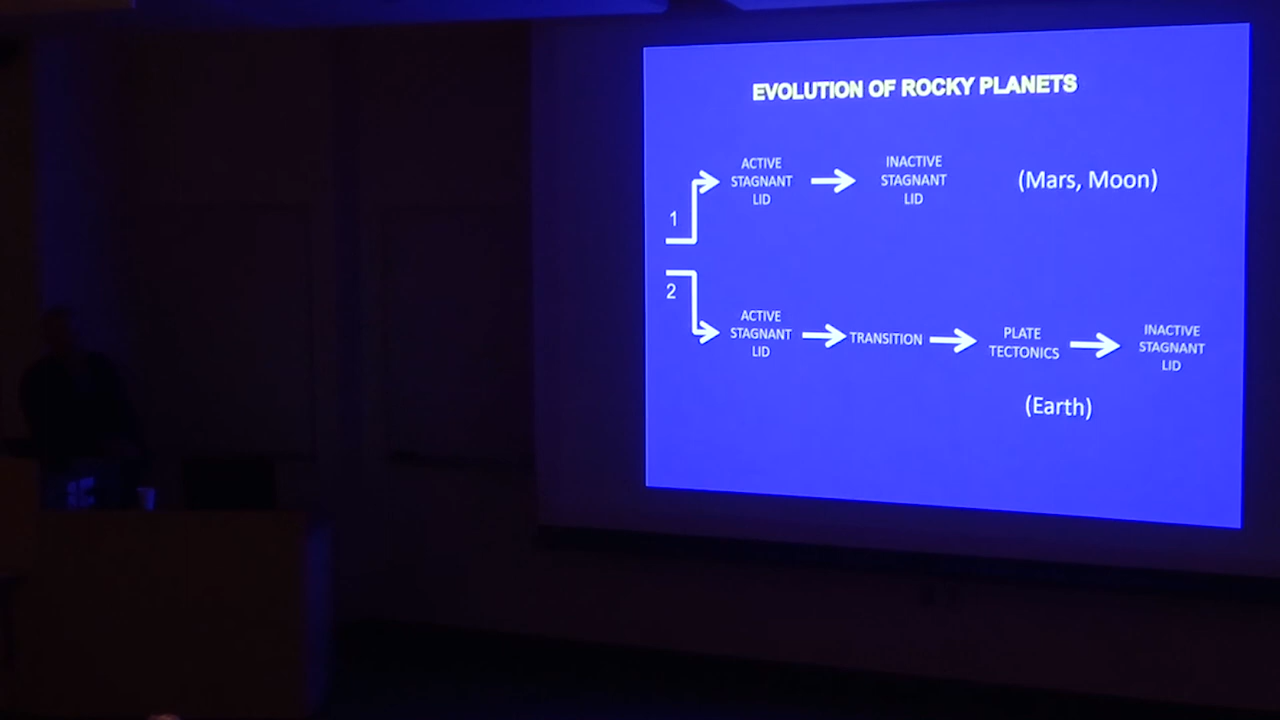 EVOLUTION OF ROCKY PLANETS
1
ACTIVE
STAGNANT
LID
INACTIVE
STAGNANT
LID
(Mars, Moon)
2
ACTIVE
STAGNANT
LID
TRANSITION
PLATE
TECTONICS
INACTIVE
STAGNANT
LID
(Earth)